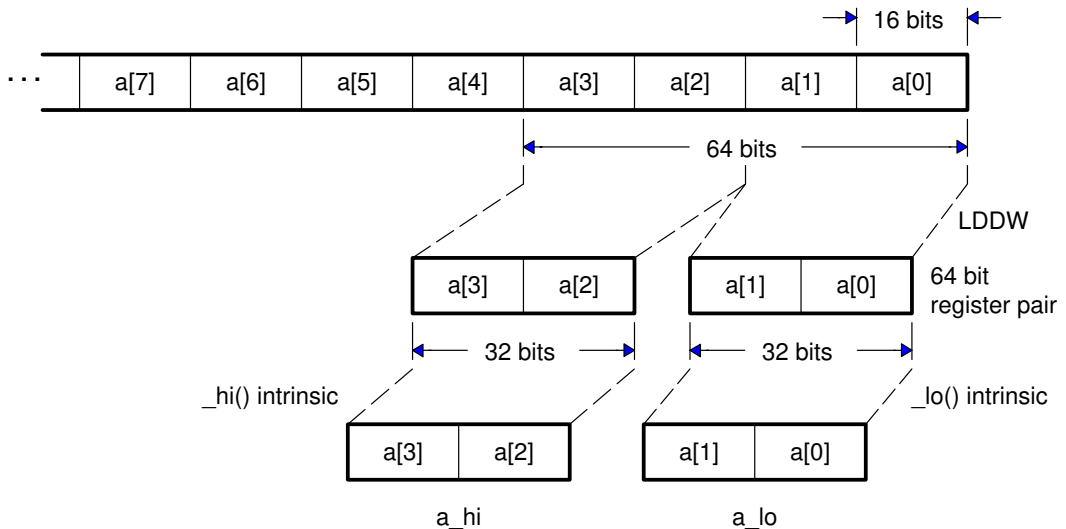 16 bits
... a[7] a[6] a[5] a[4] a[3] a[2] a[1] a[0]
64 bits
LDDW
a[3] a[2] a[1] a[0]
64 bit
register pair
32 bits 32 bits
_hi() intrinsic _lo() intrinsic
a[3] a[2] a[1] a[0]
a_hi a_lo